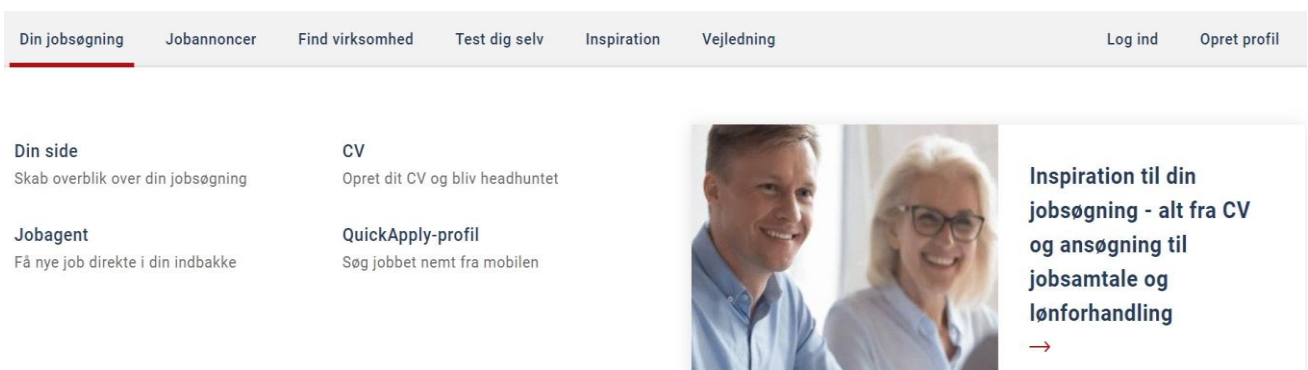 Din jobsøgning Jobannoncer Find virksomhed Test dig selv Inspiration Vejledning Log ind Opret profil
Din side
Skab overblik over din jobsøgning
CV
Opret dit CV og bliv headhuntet
Jobagent
Få nye job direkte i din indbakke
QuickApply-profil
Søg jobbet nemt fra mobilen
Inspiration til din
jobsøgning - alt fra CV
og ansøgning til
jobsamtale og
lønforhandling